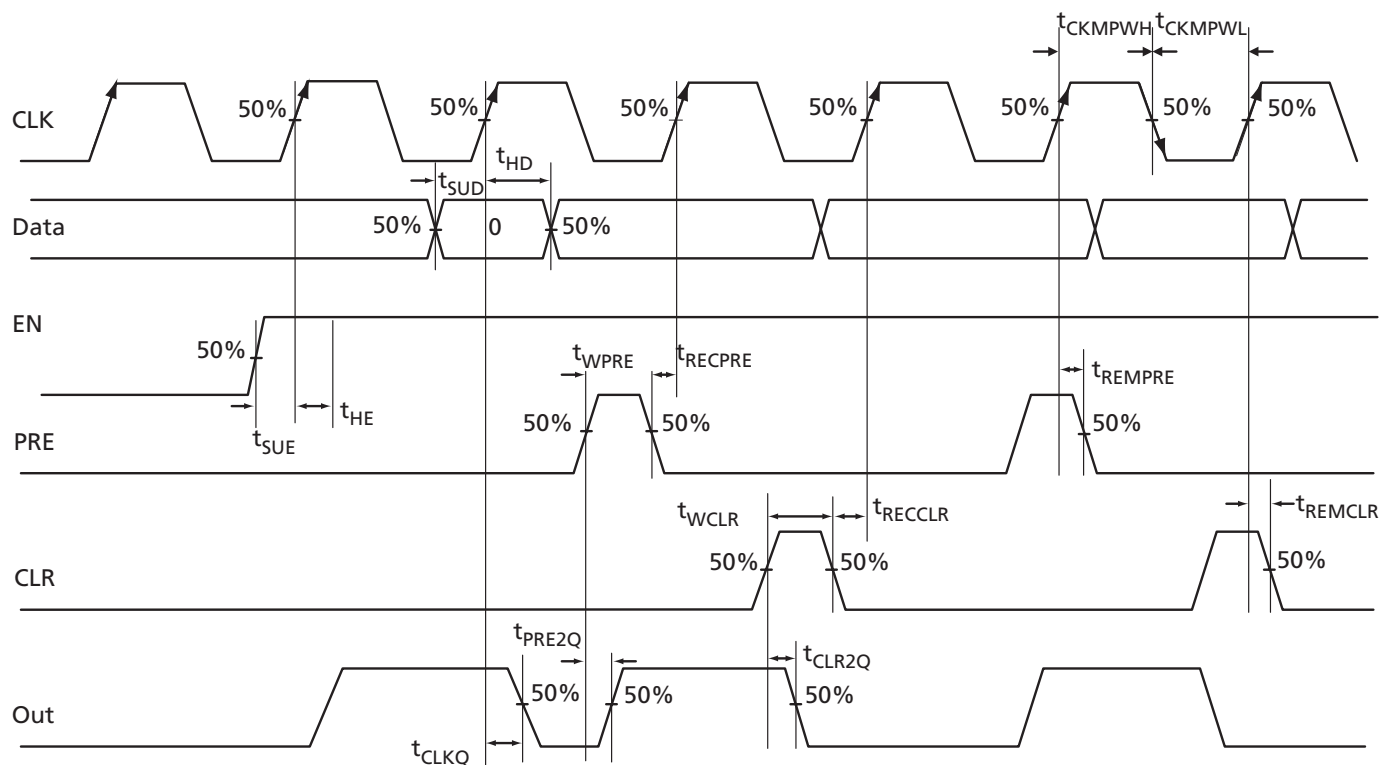 tCKMPWH tCKMPWL
CLK
50% 50% 50% 50% 50% 50% 50%
tSUD tHD
Data
50% 0 50%
EN
50%
tSUE tHE
tWPRE tRECPRE tREMPRE
PRE
50% 50% 50%
tWCLR tRECCLR tREMCLR
CLR
50% 50% 50%
tPRE2Q tCLR2Q
Out
50% 50% 50%
tCLKQ